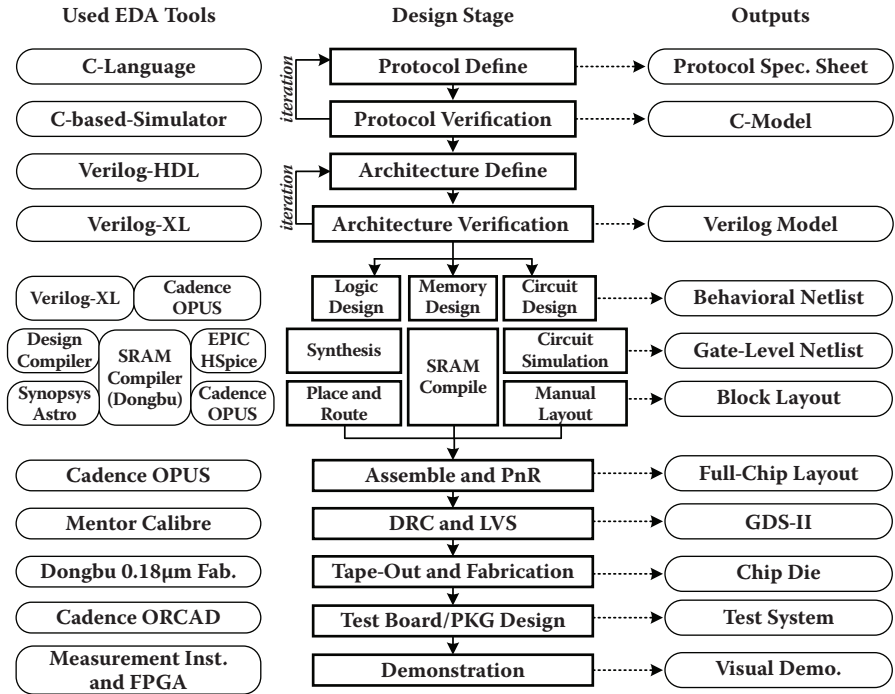 Used EDA Tools
Design Stage
Outputs
C-Language
iteration
Protocol Define
Protocol Spec. Sheet
C-based-Simulator
Protocol Verification
C-Model
Verilog-HDL
iteration
Architecture Define
Verilog-XL
Architecture Verification
Verilog Model
Verilog-XL
Cadence
OPUS
Logic
Design
Memory
Design
Circuit
Design
Behavioral Netlist
Design
Compiler
SRAM
Compiler
(Dongbu)
EPIC
HSpice
Synthesis
SRAM
Compile
Circuit
Simulation
Gate-Level Netlist
Synopsys
Astro
Cadence
OPUS
Place and
Route
Manual
Layout
Block Layout
Cadence OPUS
Assemble and PnR
Full-Chip Layout
Mentor Calibre
DRC and LVS
GDS-II
Dongbu 0.18μm Fab.
Tape-Out and Fabrication
Chip Die
Cadence ORCAD
Test Board/PKG Design
Test System
Measurement Inst.
and FPGA
Demonstration
Visual Demo.